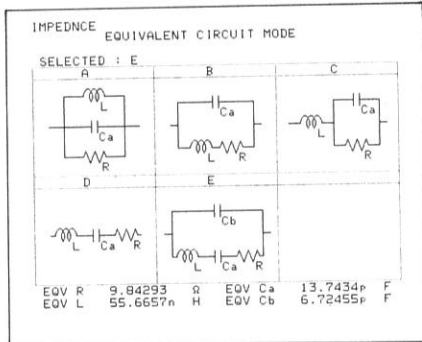 IMPEDNCE
EQUIVALENT CIRCUIT MODE
SELECTED : E
A B C
L
Ca
R
Ca
L R
L
Ca
R
D E
L Ca R
Cb
L Ca R
EQV R 9.84293 Ω EQV Ca 13.7434p F
EQV L 55.6657n H EQV Cb 6.72455p F